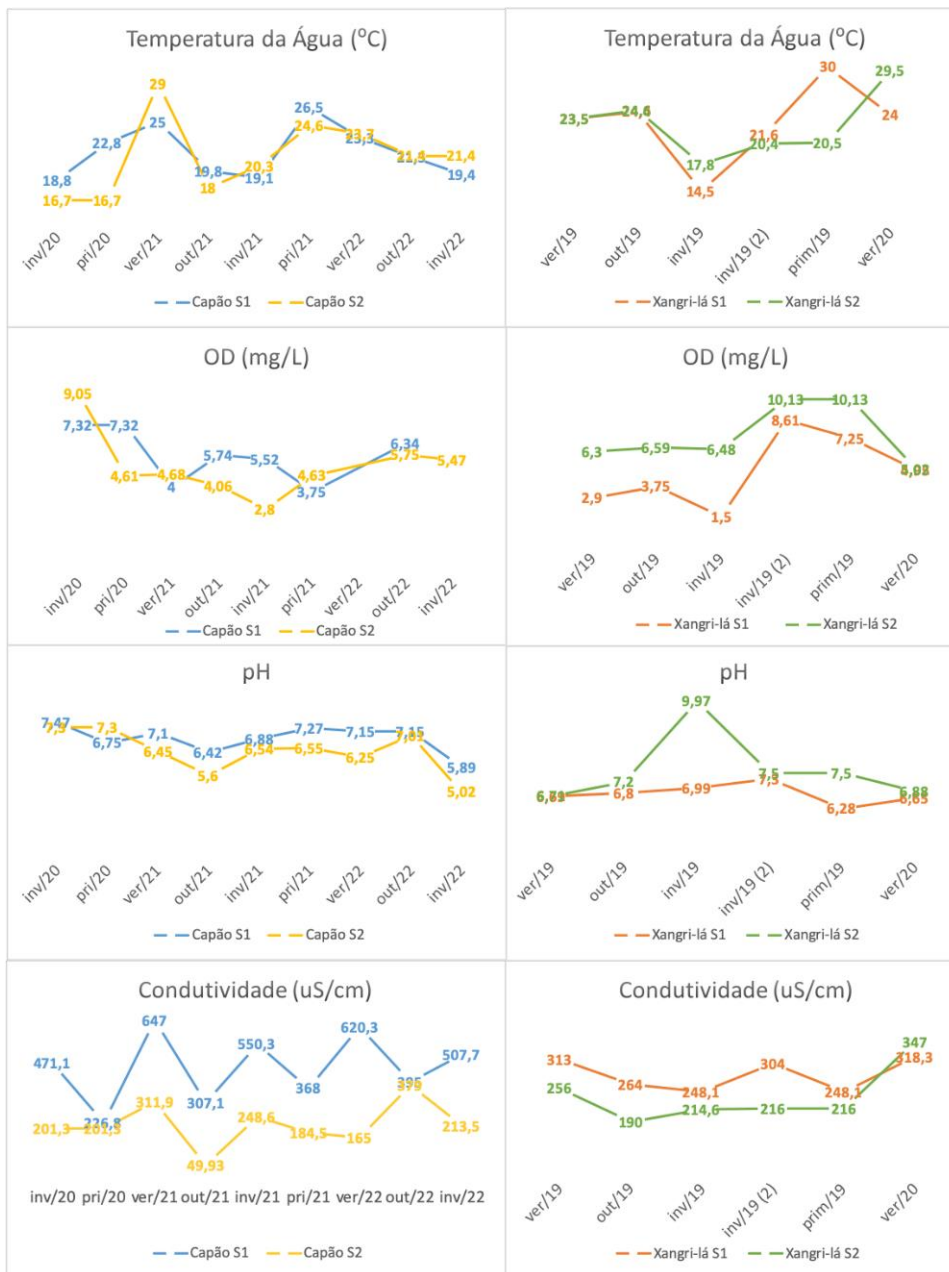 Temperatura da Água (ºC)
29
26,5
25
24,6
22,8
23,7
23,3
21,4
19,8
20,3
18,8
18
19,1
19,4
16,7
16,7
inv/20
pri/20
ver/21
out/21
inv/21
pri/21
ver/22
out/22
inv/22
Capão S1
Capão S2
Temperatura da Água (ºC)
30
29,5
23,5
24,6
24
21,6
17,8
20,4
20,5
14,5
ver/19
out/19
inv/19
inv/19 (2)
prim/19
ver/20
Xangri-lá S1
Xangri-lá S2
OD (mg/L)
9,05
7,32
7,32
6,34
5,74
5,52
5,75
5,47
4,61
4,68
4,63
4
4,06
3,75
2,8
inv/20
pri/20
ver/21
out/21
inv/21
pri/21
ver/22
out/22
inv/22
Capão S1
Capão S2
OD (mg/L)
10,13
10,13
8,61
6,3
6,59
6,48
7,25
2,9
3,75
1,5
ver/19
out/19
inv/19
inv/19 (2)
prim/19
ver/20
Xangri-lá S1
Xangri-lá S2
pH
7,47
7,3
7,1
7,27
7,15
7,15
6,75
6,88
6,45
6,42
6,54
6,55
6,25
5,89
5,6
5,02
inv/20
pri/20
ver/21
out/21
inv/21
pri/21
ver/22
out/22
inv/22
Capão S1
Capão S2
pH
9,97
7,2
7,5
7,5
6,88
6,8
6,99
6,28
6,65
ver/19
out/19
inv/19
inv/19 (2)
prim/19
ver/20
Xangri-lá S1
Xangri-lá S2
Condutividade (uS/cm)
647
620,3
550,3
471,1
507,7
368
307,1
311,9
226,8
248,6
201,3
184,5
165
213,5
49,93
inv/20
pri/20
ver/21
out/21
inv/21
pri/21
ver/22
out/22
inv/22
Capão S1
Capão S2
Condutividade (uS/cm)
347
313
304
318,3
256
264
248,1
248,1
190
214,6
216
216
ver/19
out/19
inv/19
inv/19 (2)
prim/19
ver/20
Xangri-lá S1
Xangri-lá S2